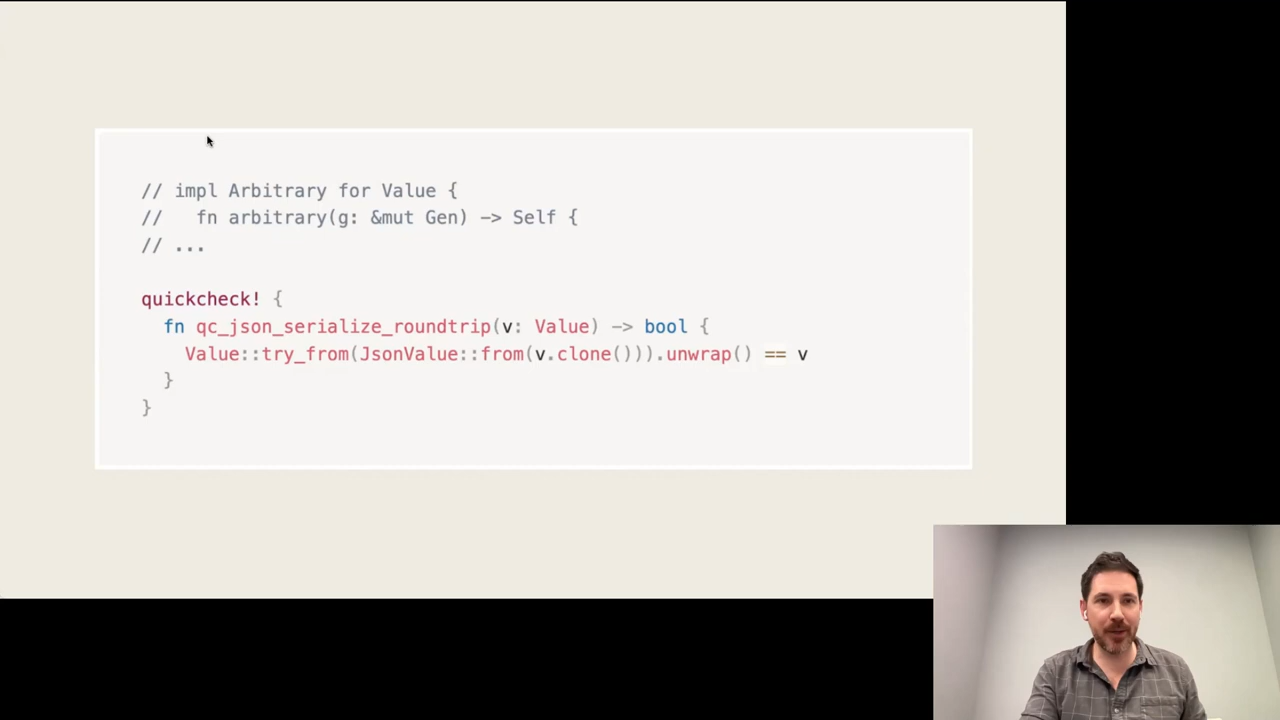 // impl Arbitrary for Value {
//   fn arbitrary(g: &mut Gen) -> Self {
// ...
quickcheck! {
  fn qc_json_serialize_roundtrip(v: Value) -> bool {
    Value::try_from(JsonValue::from(v.clone())).unwrap() == v
  }
}